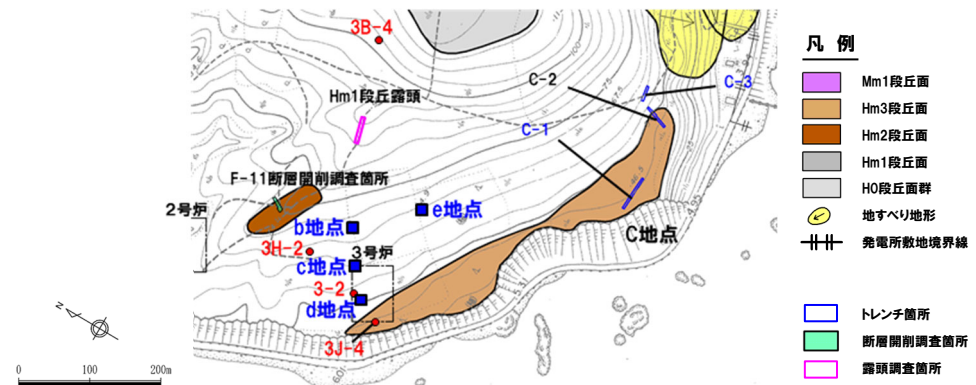 3B-4
C-2
C-3
Hm1段丘露頭
C-1
F-11断層開削調査箇所
2号炉
e地点
b地点
C地点
3H-2
3号炉
c地点
3-2
d地点
3J-4
N
0 100 200m
凡 例
Mm1段丘面
Hm3段丘面
Hm2段丘面
Hm1段丘面
H0段丘面群
地すべり地形
発電所敷地境界線
トレンチ箇所
断層開削調査箇所
露頭調査箇所